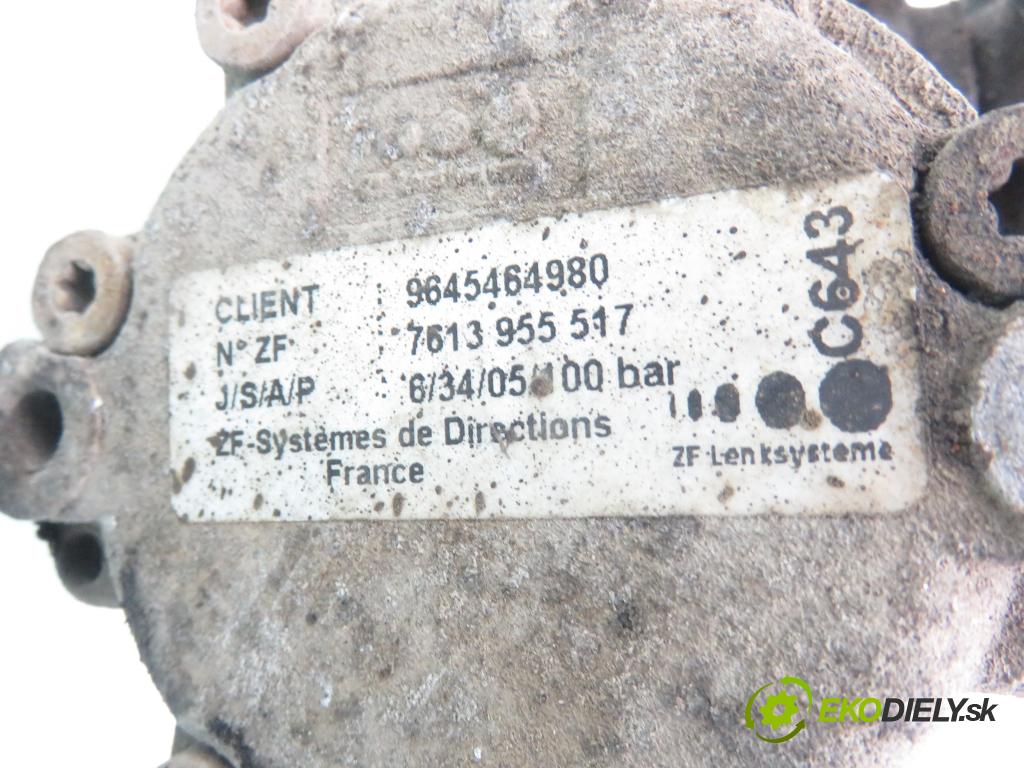 CLIENT : 9645464980
N° ZF : 7613 955 517
J/S/A/P : 6/34/05/100 bar
ZF-Systèmes de Directions
France
C643
ZF Lenksysteme
EKODIELY.sk